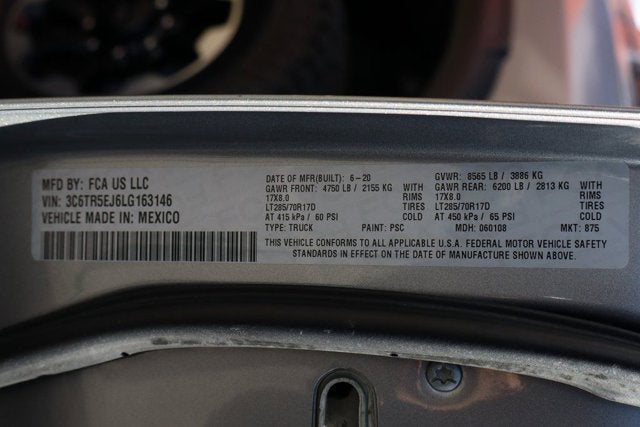 MFD BY: FCA US LLC
VIN: 3C6TR5EJ6LG163146
VEHICLE MADE IN: MEXICO
DATE OF MFR(BUILT): 6-20 GVWR: 8565 LB / 3886 KG
GAWR FRONT: 4750 LB / 2155 KG WITH GAWR REAR: 6200 LB / 2813 KG WITH
17X8.0 RIMS 17X8.0 RIMS
LT285/70R17D TIRES LT285/70R17D TIRES
AT 415 kPa / 60 PSI COLD AT 450 kPa / 65 PSI COLD
TYPE: TRUCK PAINT: PSC MDH: 060108 MKT: 875
THIS VEHICLE CONFORMS TO ALL APPLICABLE U.S.A. FEDERAL MOTOR VEHICLE SAFETY
STANDARDS IN EFFECT ON THE DATE OF MANUFACTURE SHOWN ABOVE.